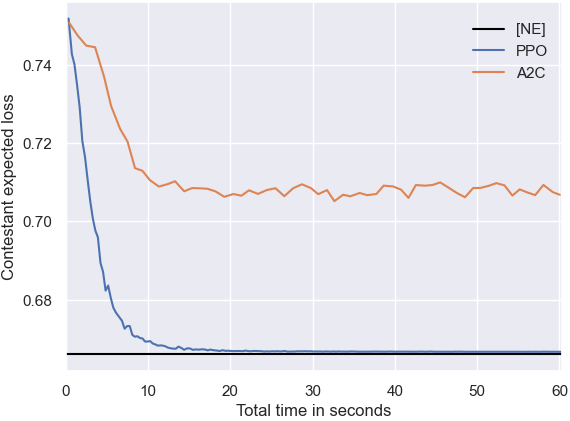 [NE]
PPO
A2C
Contestant expected loss
0.74
0.72
0.70
0.68
0 10 20 30 40 50 60
Total time in seconds